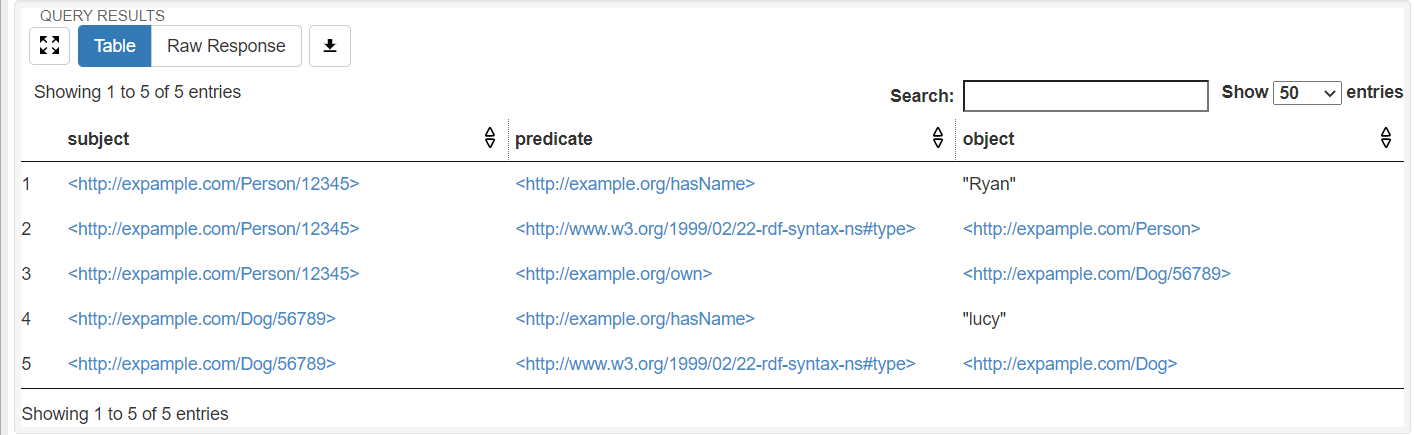 QUERY RESULTS
Table Raw Response
Showing 1 to 5 of 5 entries Search: Show 50 entries
subject predicate object
1 <http://expample.com/Person/12345> <http://example.org/hasName> "Ryan"
2 <http://expample.com/Person/12345> <http://www.w3.org/1999/02/22-rdf-syntax-ns#type> <http://expample.com/Person>
3 <http://expample.com/Person/12345> <http://example.org/own> <http://expample.com/Dog/56789>
4 <http://expample.com/Dog/56789> <http://example.org/hasName> "lucy"
5 <http://expample.com/Dog/56789> <http://www.w3.org/1999/02/22-rdf-syntax-ns#type> <http://expample.com/Dog>
Showing 1 to 5 of 5 entries